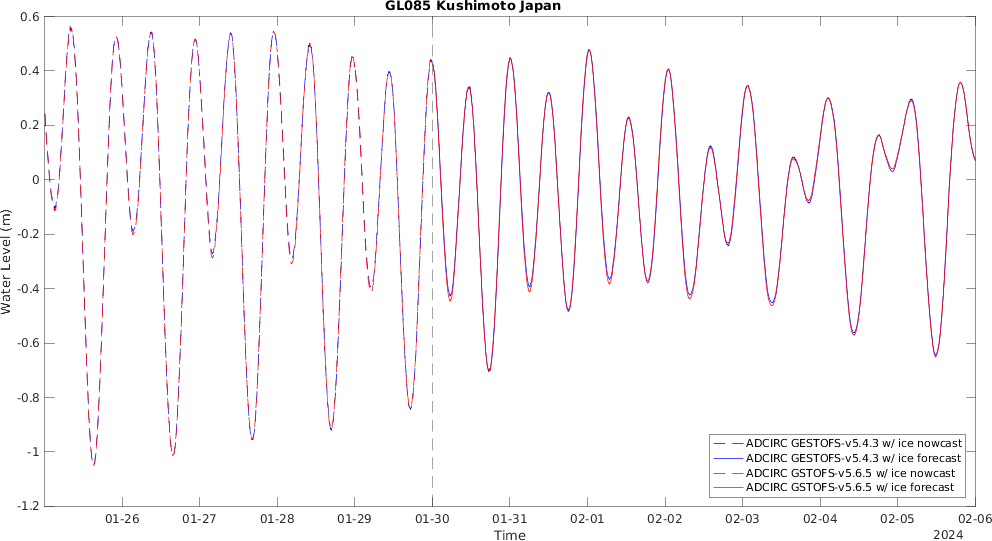 GL085 Kushimoto Japan
0.6
0.4
0.2
0
-0.2
-0.4
-0.6
-0.8
-1
-1.2
Water Level (m)
01-26 01-27 01-28 01-29 01-30 01-31 02-01 02-02 02-03 02-04 02-05 02-06
Time
2024
ADCIRC GESTOFS-v5.4.3 w/ ice nowcast
ADCIRC GESTOFS-v5.4.3 w/ ice forecast
ADCIRC GSTOFS-v5.6.5 w/ ice nowcast
ADCIRC GSTOFS-v5.6.5 w/ ice forecast